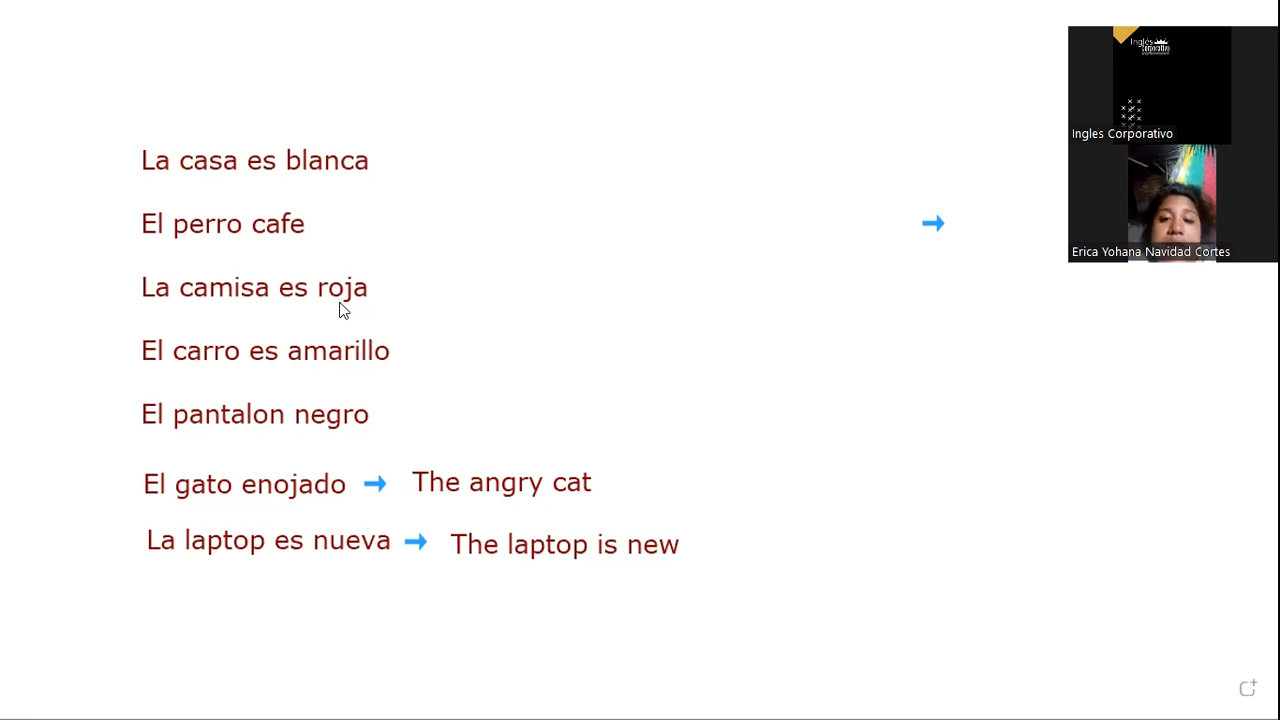 La casa es blanca
El perro cafe
La camisa es roja
El carro es amarillo
El pantalon negro
El gato enojado → The angry cat
La laptop es nueva → The laptop is new
Inglés
Corporativo
Ingles Corporativo
Erica Yohana Navidad Cortes